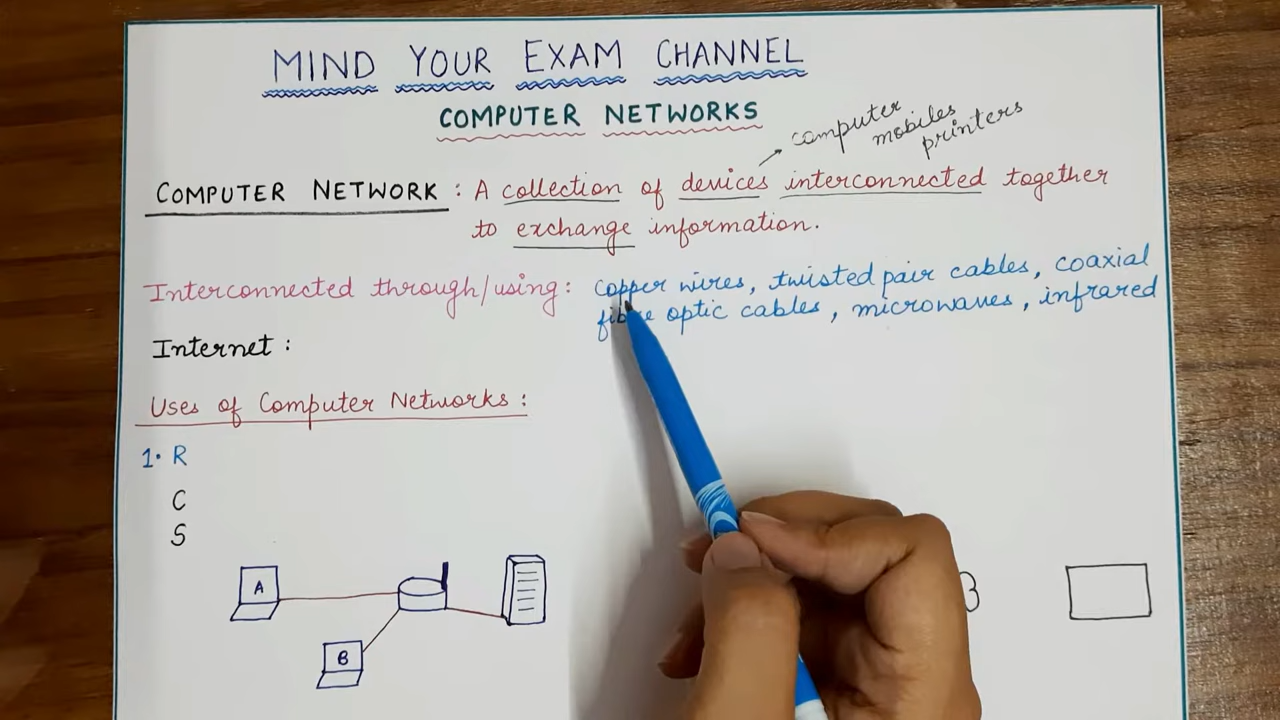 MIND YOUR EXAM CHANNEL
COMPUTER NETWORKS
computer
mobiles
printers
COMPUTER NETWORK : A collection of devices interconnected together
to exchange information.
Interconnected through/using: copper wires, twisted pair cables, coaxial
fibre optic cables, microwaves, infrared
Internet :
Uses of Computer Networks :
1. R
C
S
A
B